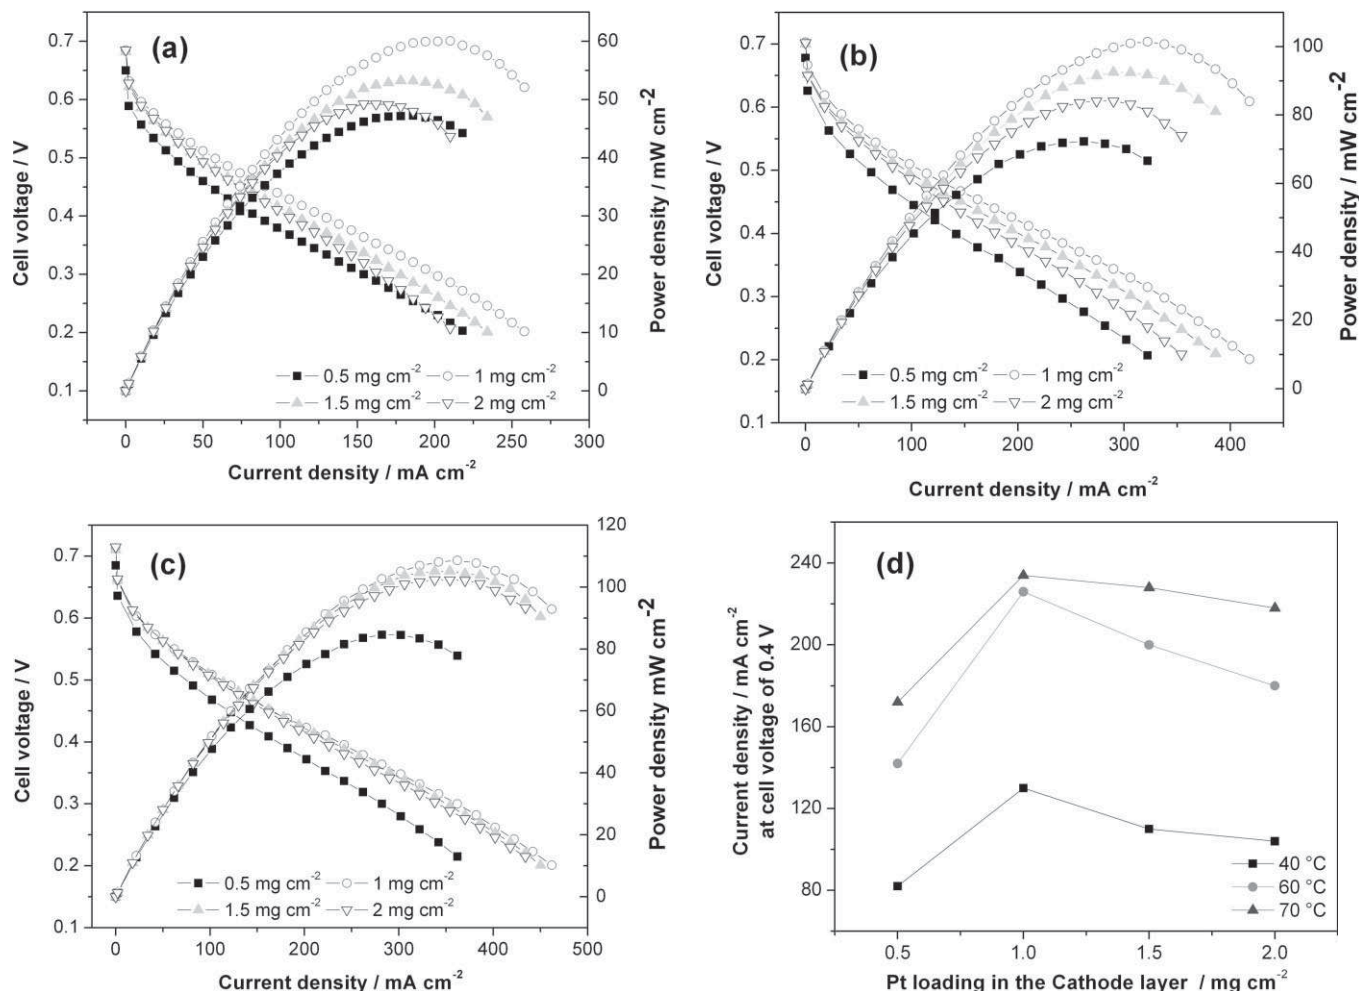 (a)
0.7
0.6
0.5
0.4
0.3
0.2
0.1
Cell voltage / V
60
50
40
30
20
10
0
Power density / mW cm-2
0.5 mg cm-2 1 mg cm-2
1.5 mg cm-2 2 mg cm-2
0 50 100 150 200 250 300
Current density / mA cm-2
(b)
0.7
0.6
0.5
0.4
0.3
0.2
0.1
Cell voltage / V
100
80
60
40
20
0
Power density / mW cm-2
0.5 mg cm-2 1 mg cm-2
1.5 mg cm-2 2 mg cm-2
0 100 200 300 400
Current density / mA cm-2
(c)
0.7
0.6
0.5
0.4
0.3
0.2
0.1
Cell voltage / V
120
100
80
60
40
20
0
Power density mW cm-2
0.5 mg cm-2 1 mg cm-2
1.5 mg cm-2 2 mg cm-2
0 100 200 300 400 500
Current density / mA cm-2
(d)
240
200
160
120
80
Current density / mA cm-2
at cell voltage of 0.4 V
40 °C
60 °C
70 °C
0.5 1.0 1.5 2.0
Pt loading in the Cathode layer / mg cm-2